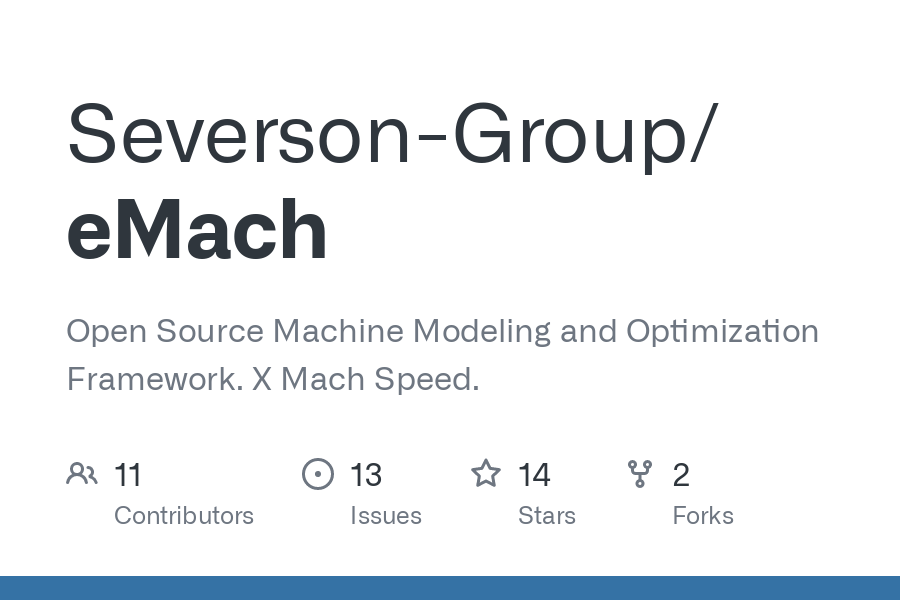 Severson-Group/
eMach
Open Source Machine Modeling and Optimization
Framework. X Mach Speed.
11 13 14 2
Contributors Issues Stars Forks